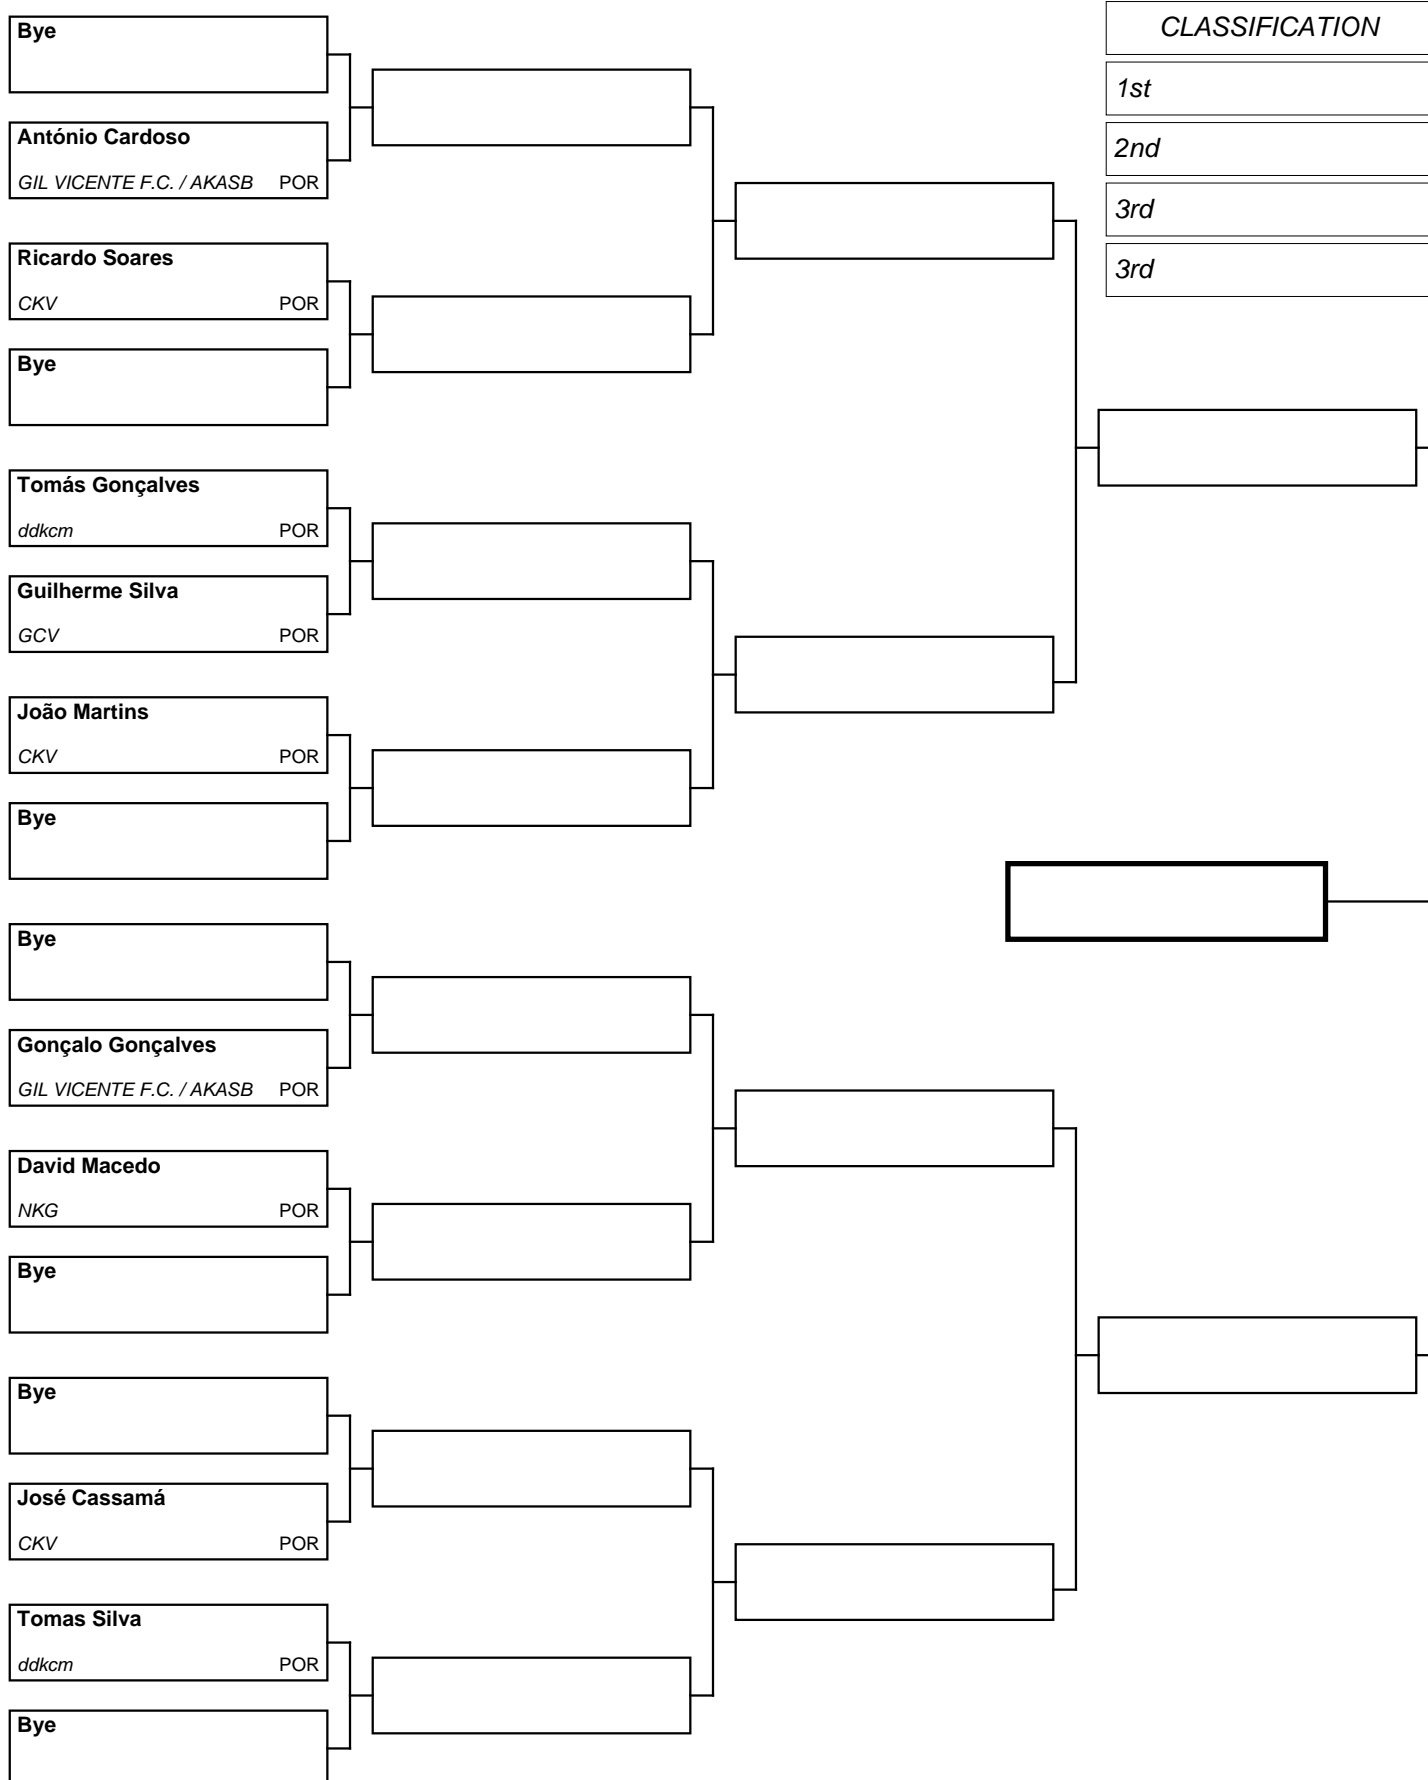 CLASSIFICATION
1st
2nd
3rd
3rd
Bye
António Cardoso
GIL VICENTE F.C. / AKASB POR
Ricardo Soares
CKV POR
Bye
Tomás Gonçalves
ddkcm POR
Guilherme Silva
GCV POR
João Martins
CKV POR
Bye
Bye
Gonçalo Gonçalves
GIL VICENTE F.C. / AKASB POR
David Macedo
NKG POR
Bye
Bye
José Cassamá
CKV POR
Tomas Silva
ddkcm POR
Bye